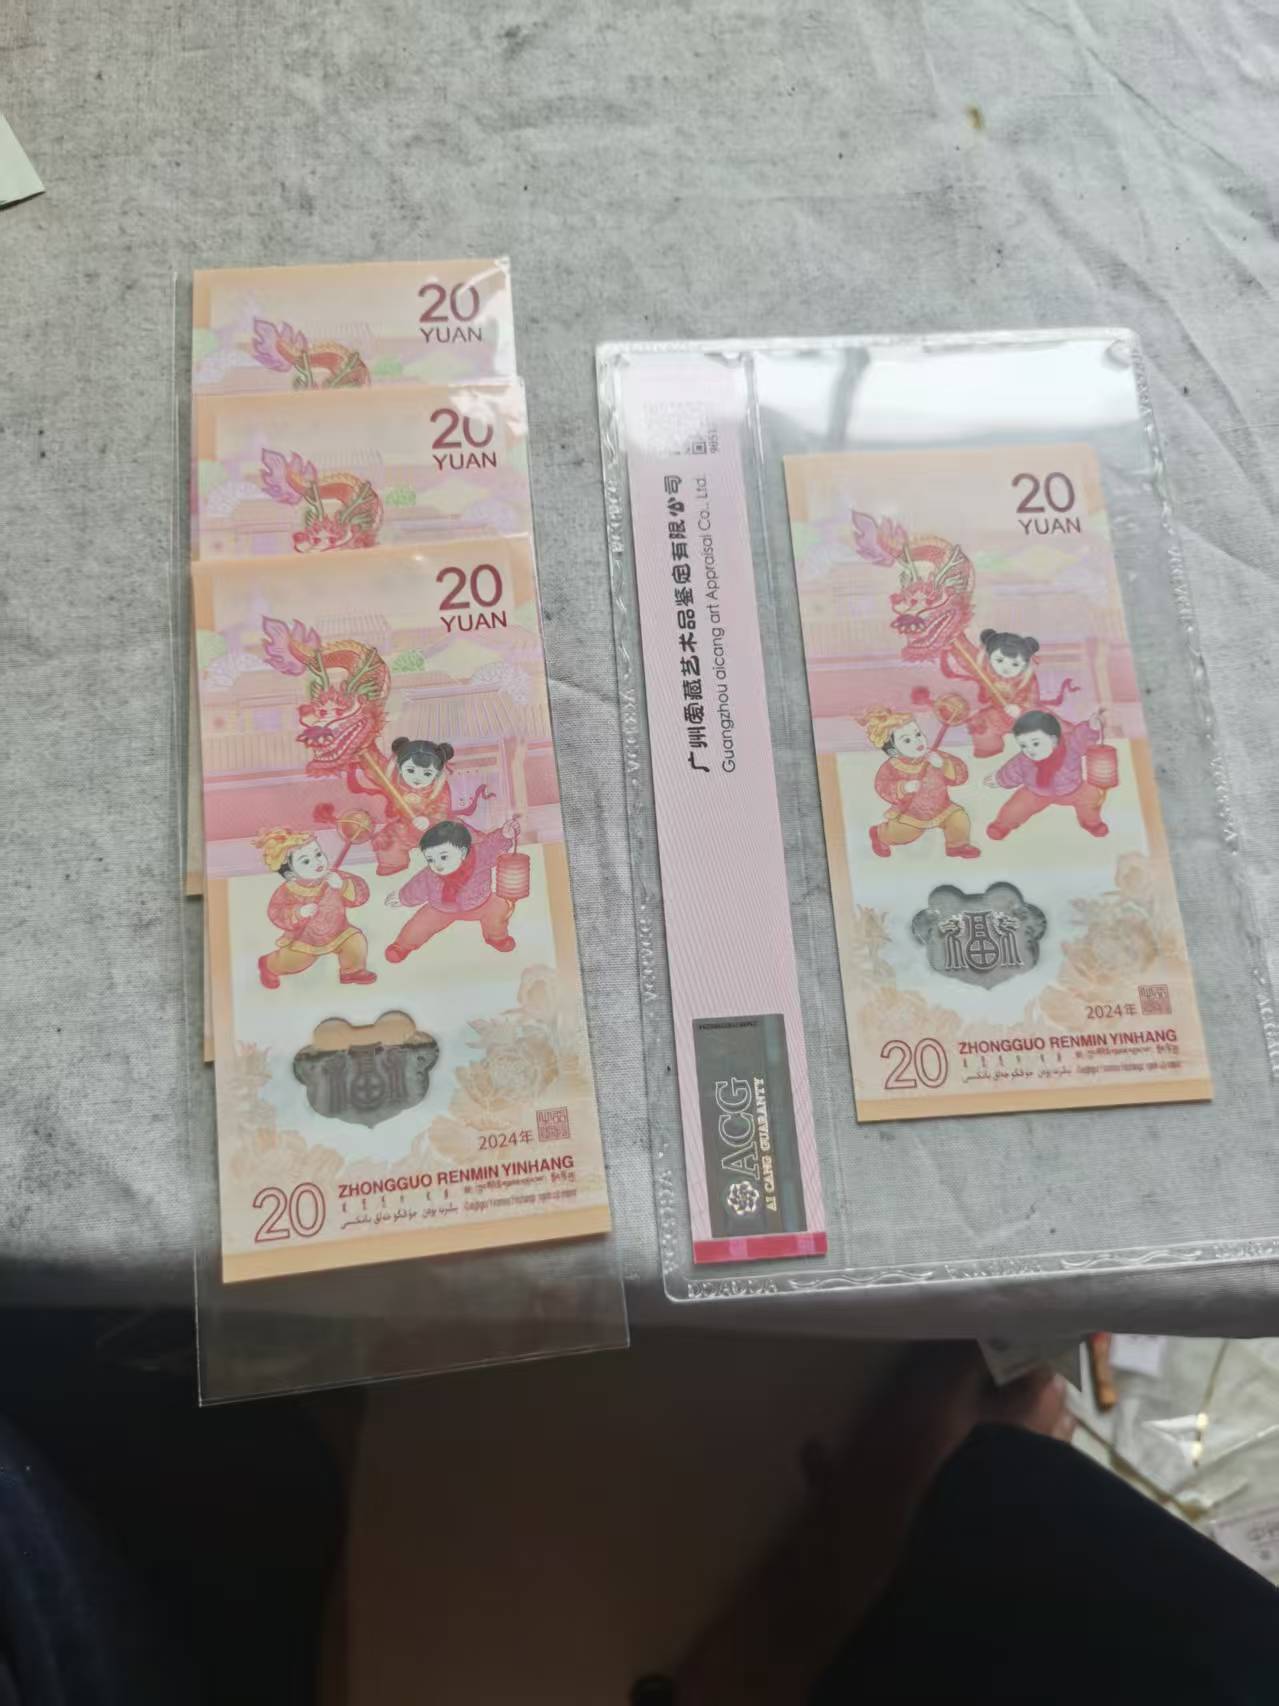 20
YUAN
20
YUAN
20
YUAN
2024年
20
ZHONGGUO RENMIN YINHANG
广州爱藏艺术品鉴定有限公司
Guangzhou aicang art Appraisal Co., Ltd.
ACG
AI CANG GUARANTY
20
YUAN
福
2024年
20
ZHONGGUO RENMIN YINHANG